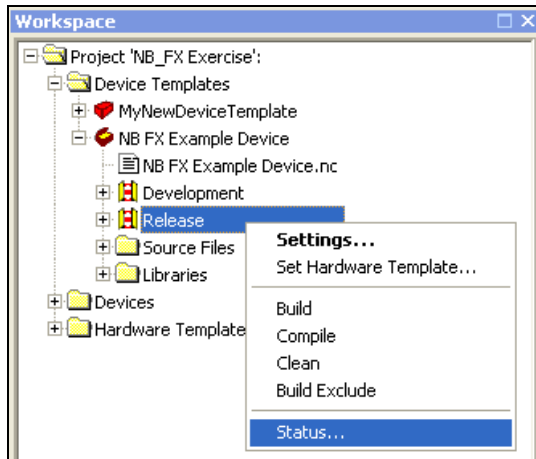 Workspace
Project 'NB_FX Exercise':
Device Templates
MyNewDeviceTemplate
NB FX Example Device
NB FX Example Device.nc
Development
Release
Settings...
Source Files
Set Hardware Template...
Libraries
Devices
Build
Hardware Template
Compile
Clean
Build Exclude
Status...